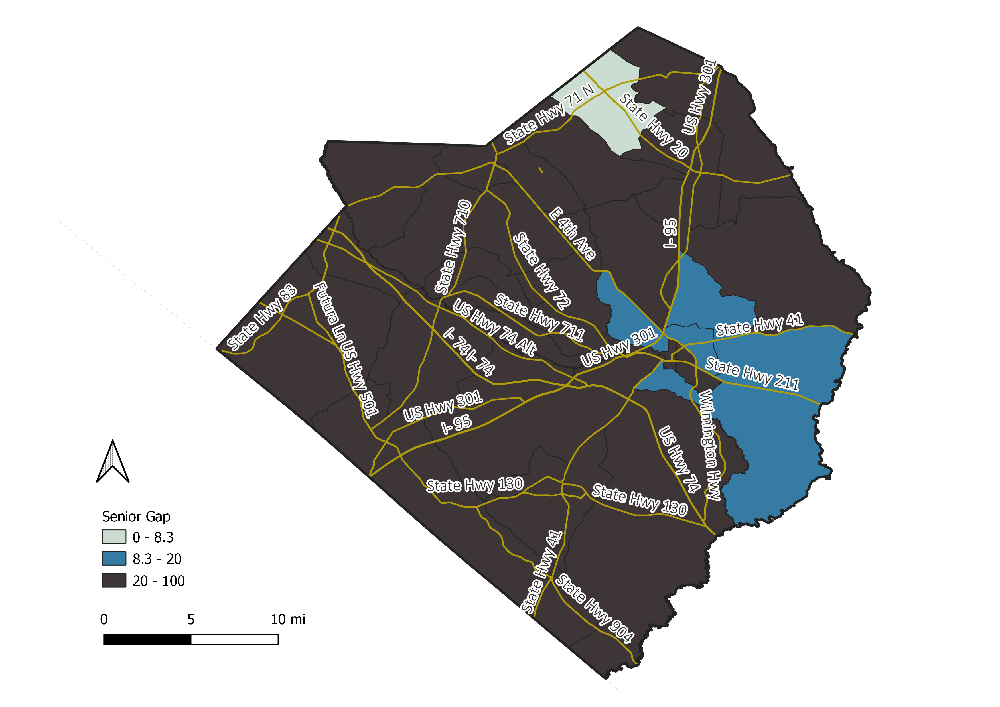 US Hwy 301
State Hwy 71 N
State Hwy 20
State Hwy 710
E 4th Ave
I- 95
State Hwy 72
State Hwy 83
Futura Ln Us Hwy 501
State Hwy 711
US Hwy 74 Alt
I- 74 I- 74
US Hwy 301
State Hwy 41
State Hwy 211
US Hwy 301
I- 95
Wilmington Hwy
US Hwy 74
State Hwy 130
State Hwy 130
State Hwy 41
State Hwy 904
Senior Gap
0 - 8.3
8.3 - 20
20 - 100
0 5 10 mi